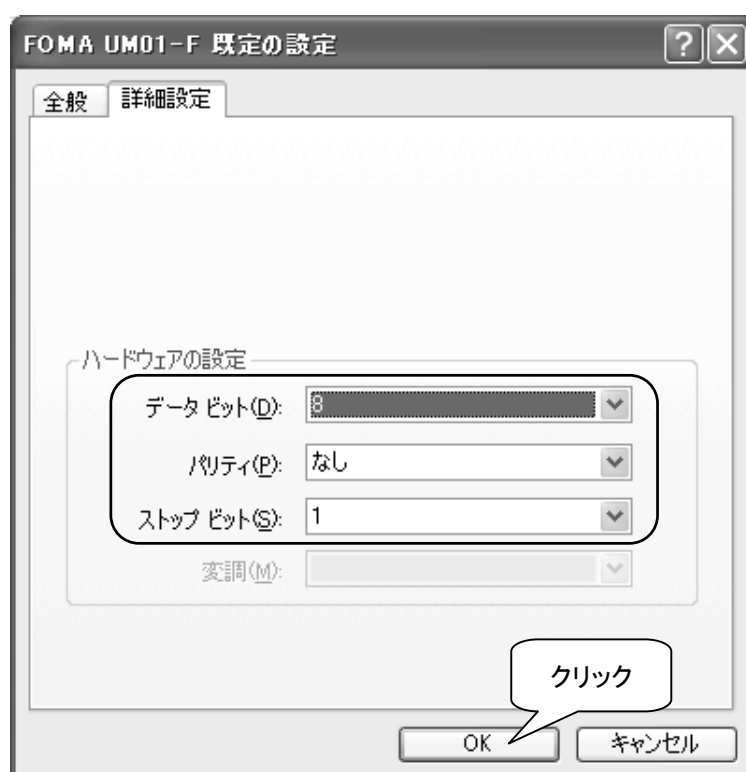 FOMA UM01-F 既定の設定
全般 詳細設定
ハードウェアの設定
データ ビット(D): 8
パリティ(P): なし
ストップ ビット(S): 1
変調(M):
クリック
OK キャンセル